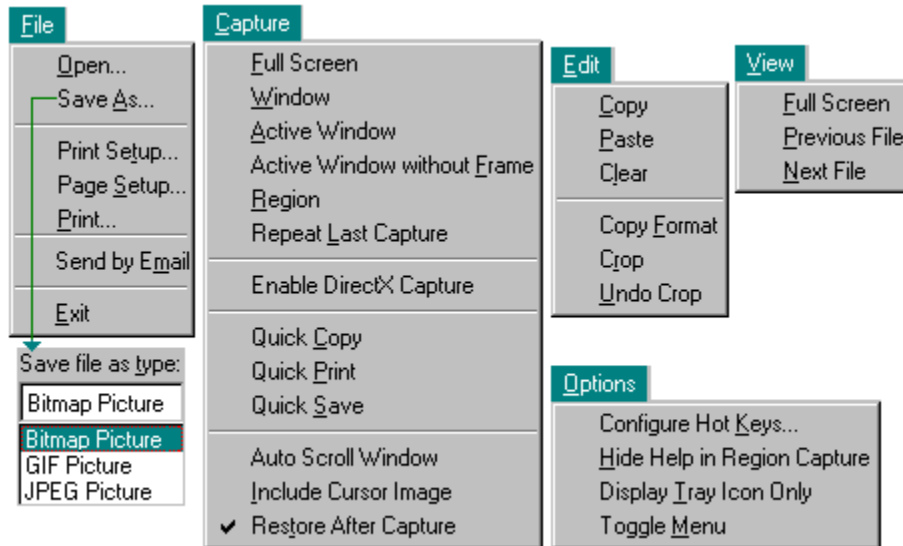 File
Open...
Save As...
Print Setup...
Page Setup...
Print...
Send by Email
Exit
Save file as type:
Bitmap Picture
Bitmap Picture
GIF Picture
JPEG Picture
Capture
Full Screen
Window
Active Window
Active Window without Frame
Region
Repeat Last Capture
Enable DirectX Capture
Quick Copy
Quick Print
Quick Save
Auto Scroll Window
Include Cursor Image
Restore After Capture
Edit
Copy
Paste
Clear
Copy Format
Crop
Undo Crop
View
Full Screen
Previous File
Next File
Options
Configure Hot Keys...
Hide Help in Region Capture
Display Tray Icon Only
Toggle Menu